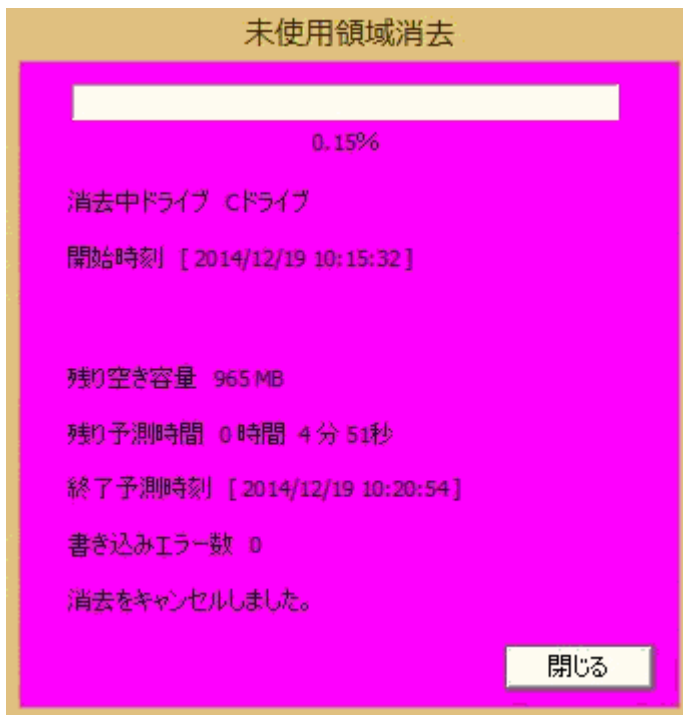 未使用領域消去
0.15%
消去中ドライブ Cドライブ
開始時刻 [ 2014/12/19 10:15:32 ]
残り空き容量 965 MB
残り予測時間 0 時間 4 分 51秒
終了予測時刻 [ 2014/12/19 10:20:54 ]
書き込みエラー数 0
消去をキャンセルしました。
閉じる